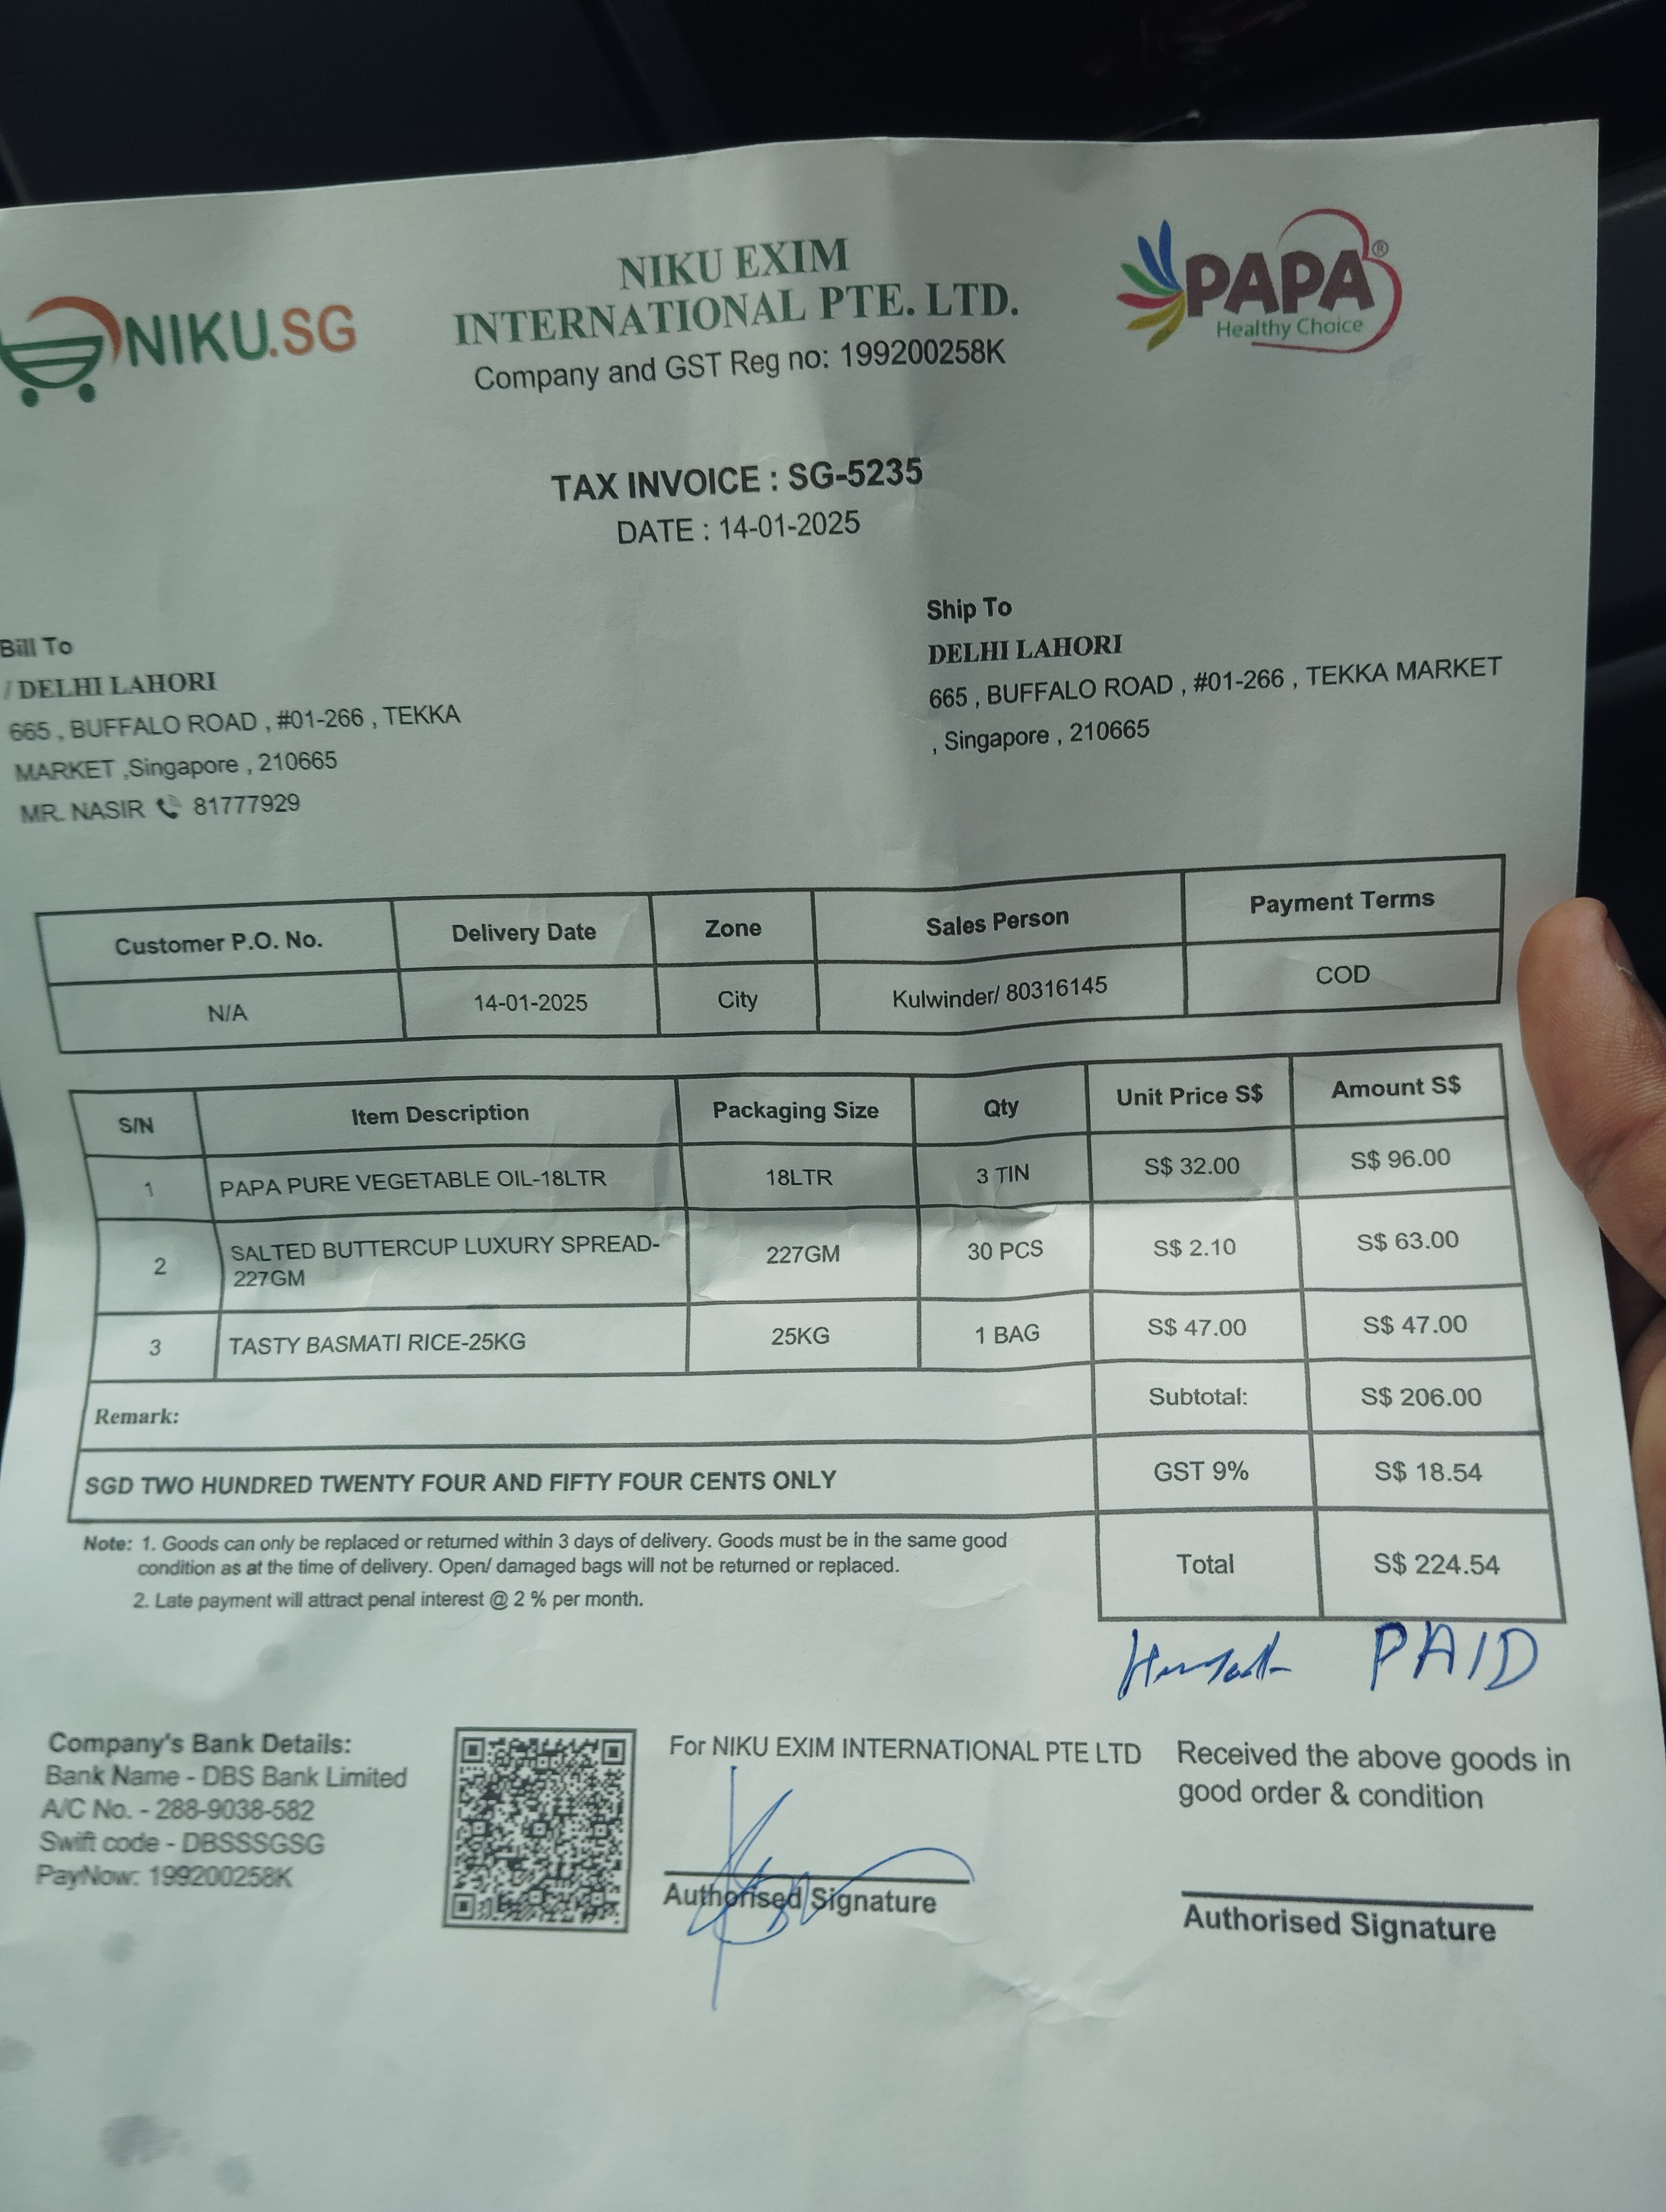 NIKU.SG
NIKU EXIM
INTERNATIONAL PTE. LTD.
Company and GST Reg no: 199200258K
PAPA®
Healthy Choice
TAX INVOICE : SG-5235
DATE : 14-01-2025
Bill To
/ DELHI LAHORI
665 , BUFFALO ROAD , #01-266 , TEKKA
MARKET ,Singapore , 210665
MR. NASIR 81777929
Ship To
DELHI LAHORI
665 , BUFFALO ROAD , #01-266 , TEKKA MARKET
, Singapore , 210665
Customer P.O. No. Delivery Date Zone Sales Person Payment Terms
N/A 14-01-2025 City Kulwinder/ 80316145 COD
S/N Item Description Packaging Size Qty Unit Price S$ Amount S$
1 PAPA PURE VEGETABLE OIL-18LTR 18LTR 3 TIN S$ 32.00 S$ 96.00
2 SALTED BUTTERCUP LUXURY SPREAD-
227GM 227GM 30 PCS S$ 2.10 S$ 63.00
3 TASTY BASMATI RICE-25KG 25KG 1 BAG S$ 47.00 S$ 47.00
Remark: Subtotal: S$ 206.00
SGD TWO HUNDRED TWENTY FOUR AND FIFTY FOUR CENTS ONLY GST 9% S$ 18.54
Total S$ 224.54
Note: 1. Goods can only be replaced or returned within 3 days of delivery. Goods must be in the same good
condition as at the time of delivery. Open/ damaged bags will not be returned or replaced.
2. Late payment will attract penal interest @ 2 % per month.
PAID
Company's Bank Details:
Bank Name - DBS Bank Limited
A/C No. - 288-9038-582
Swift code - DBSSSGSG
PayNow: 199200258K
For NIKU EXIM INTERNATIONAL PTE LTD
Authorised Signature
Received the above goods in
good order & condition
Authorised Signature